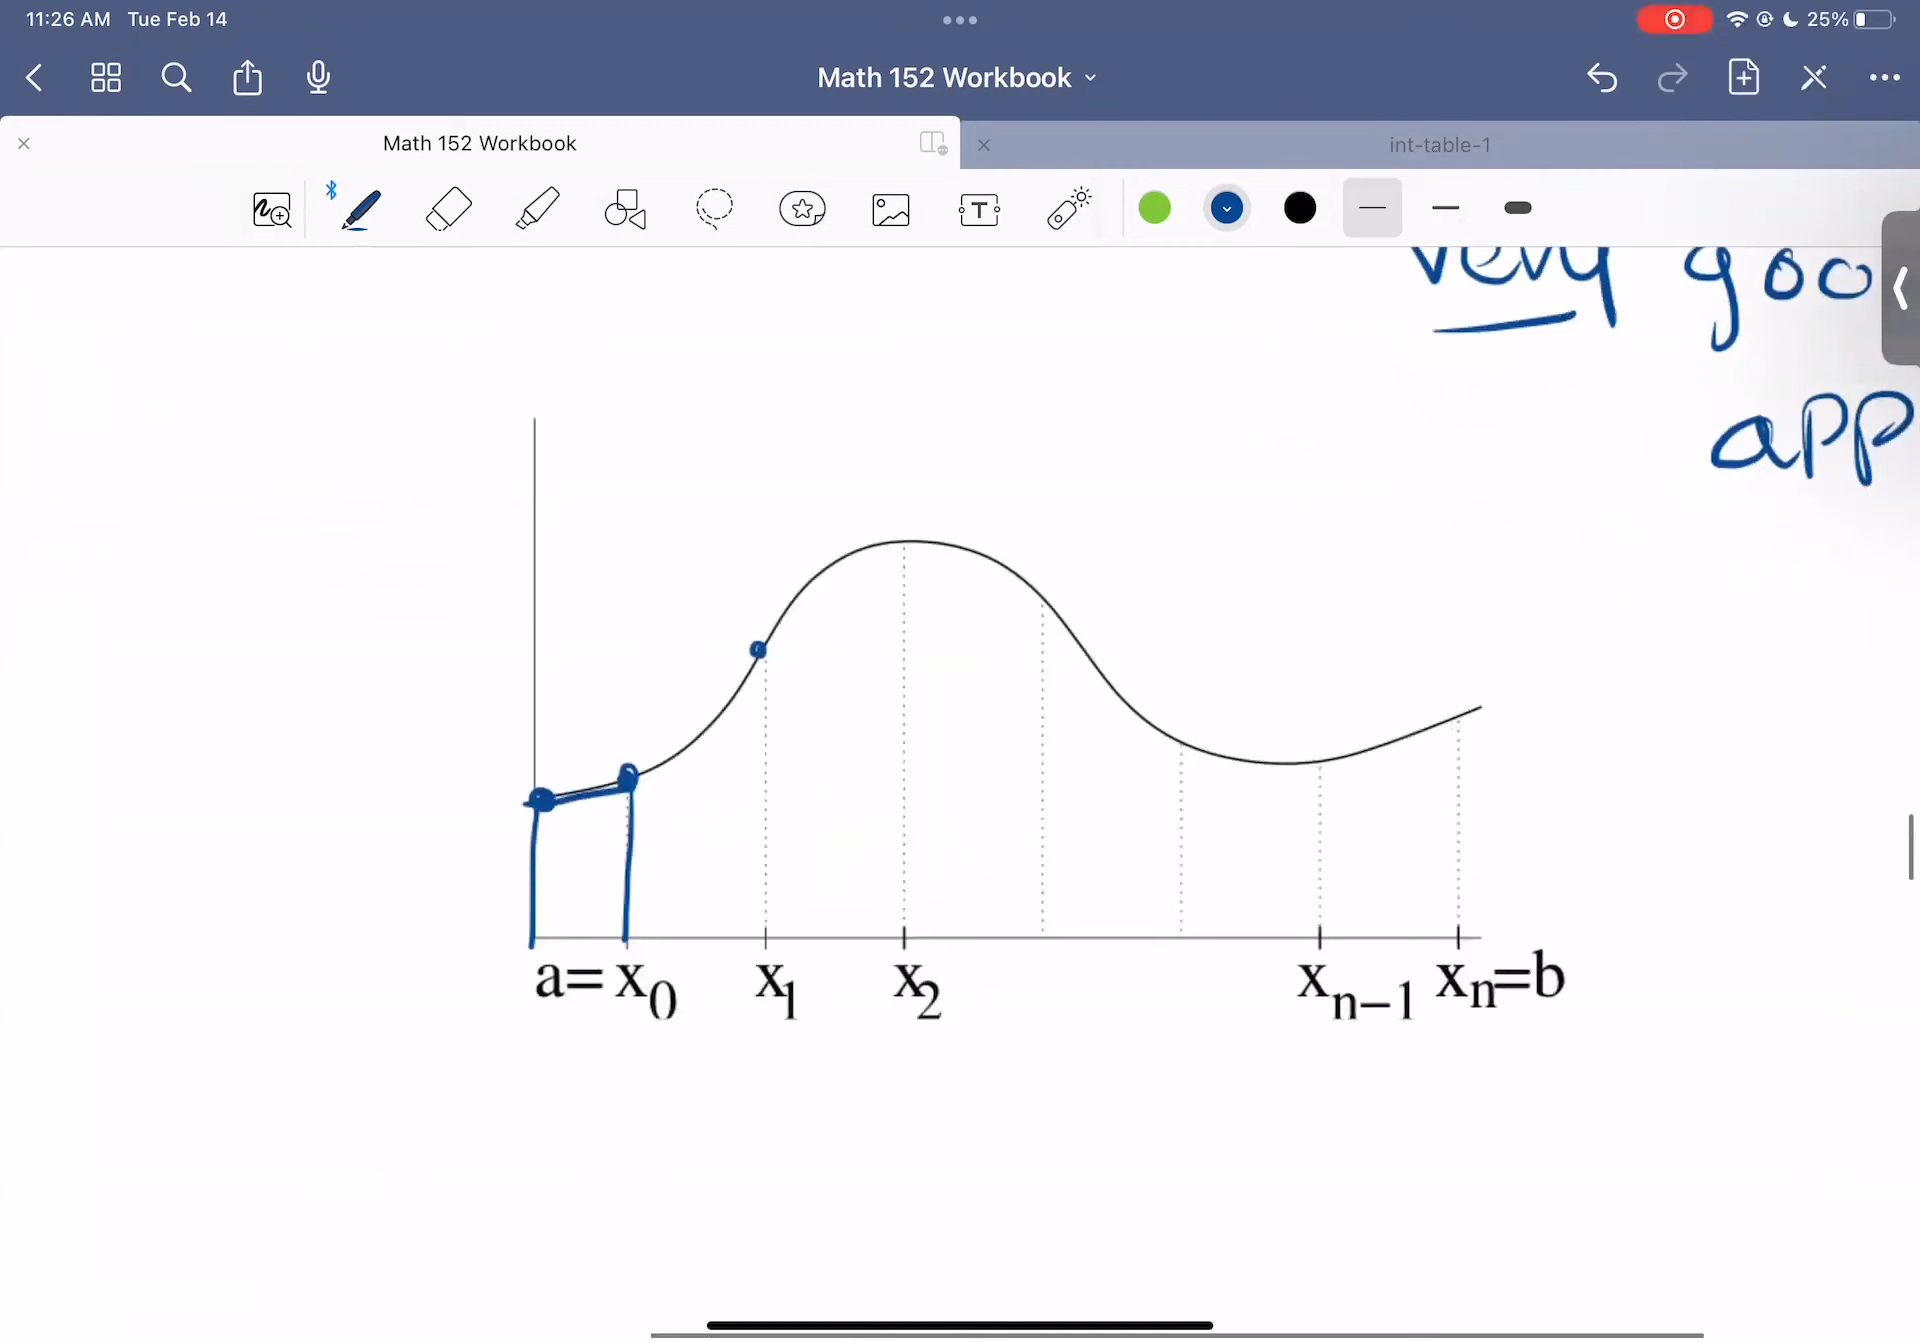 11:26 AM Tue Feb 14
25%
Math 152 Workbook
Math 152 Workbook
int-table-1
T
very goo
app
a= x₀ x₁ x₂ xₙ₋₁ xₙ=b